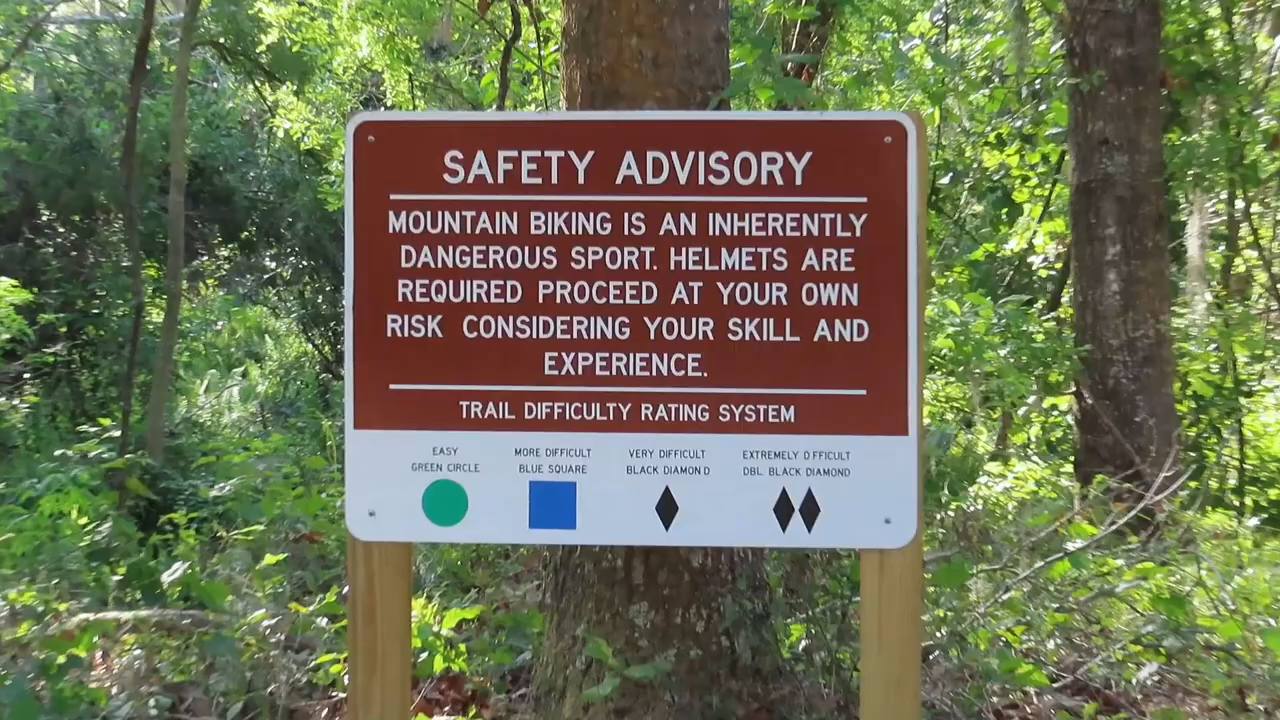 SAFETY ADVISORY
MOUNTAIN BIKING IS AN INHERENTLY
DANGEROUS SPORT. HELMETS ARE
REQUIRED PROCEED AT YOUR OWN
RISK CONSIDERING YOUR SKILL AND
EXPERIENCE.
TRAIL DIFFICULTY RATING SYSTEM
EASY
GREEN CIRCLE
MORE DIFFICULT
BLUE SQUARE
VERY DIFFICULT
BLACK DIAMOND
EXTREMELY D FFICULT
DBL BLACK DIAMOND